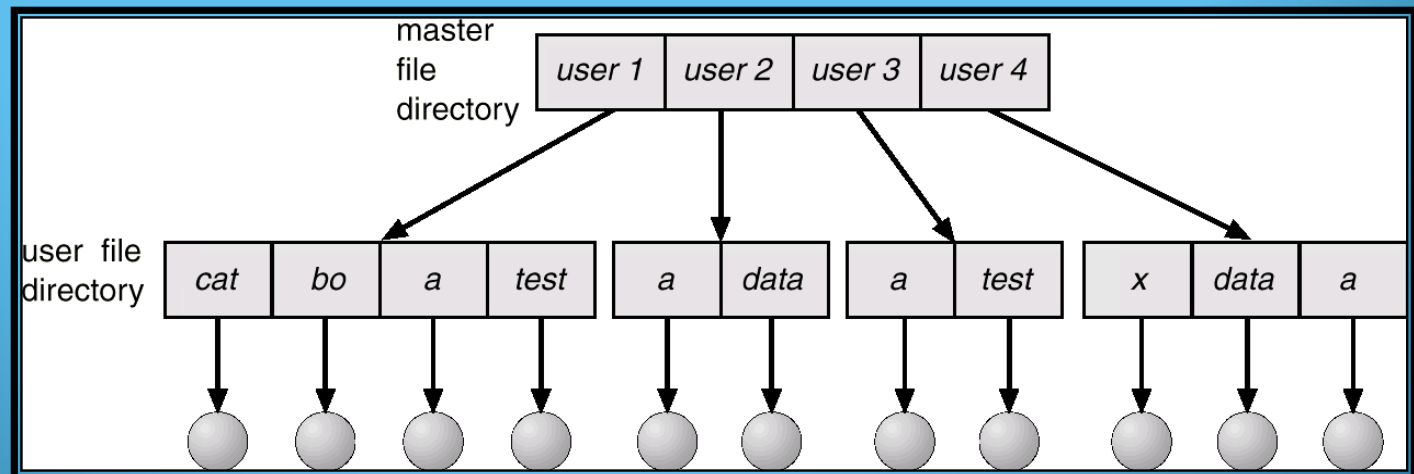 master
file
directory
user 1 user 2 user 3 user 4
user file
directory
cat bo a test a data a test x data a